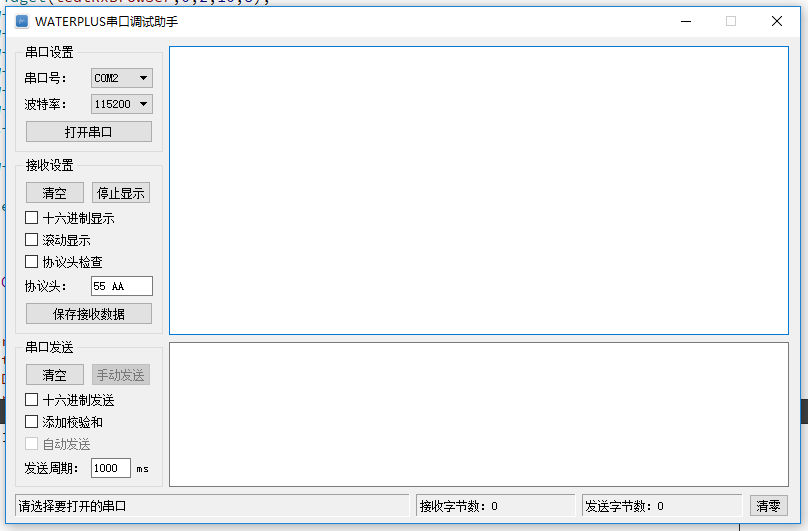 WATERPLUS串口调试助手
串口设置
串口号： COM2
波特率： 115200
打开串口
接收设置
清空 停止显示
十六进制显示
滚动显示
协议头检查
协议头： 55 AA
保存接收数据
串口发送
清空 手动发送
十六进制发送
添加校验和
自动发送
发送周期： 1000 ms
请选择要打开的串口 接收字节数：0 发送字节数：0 清零